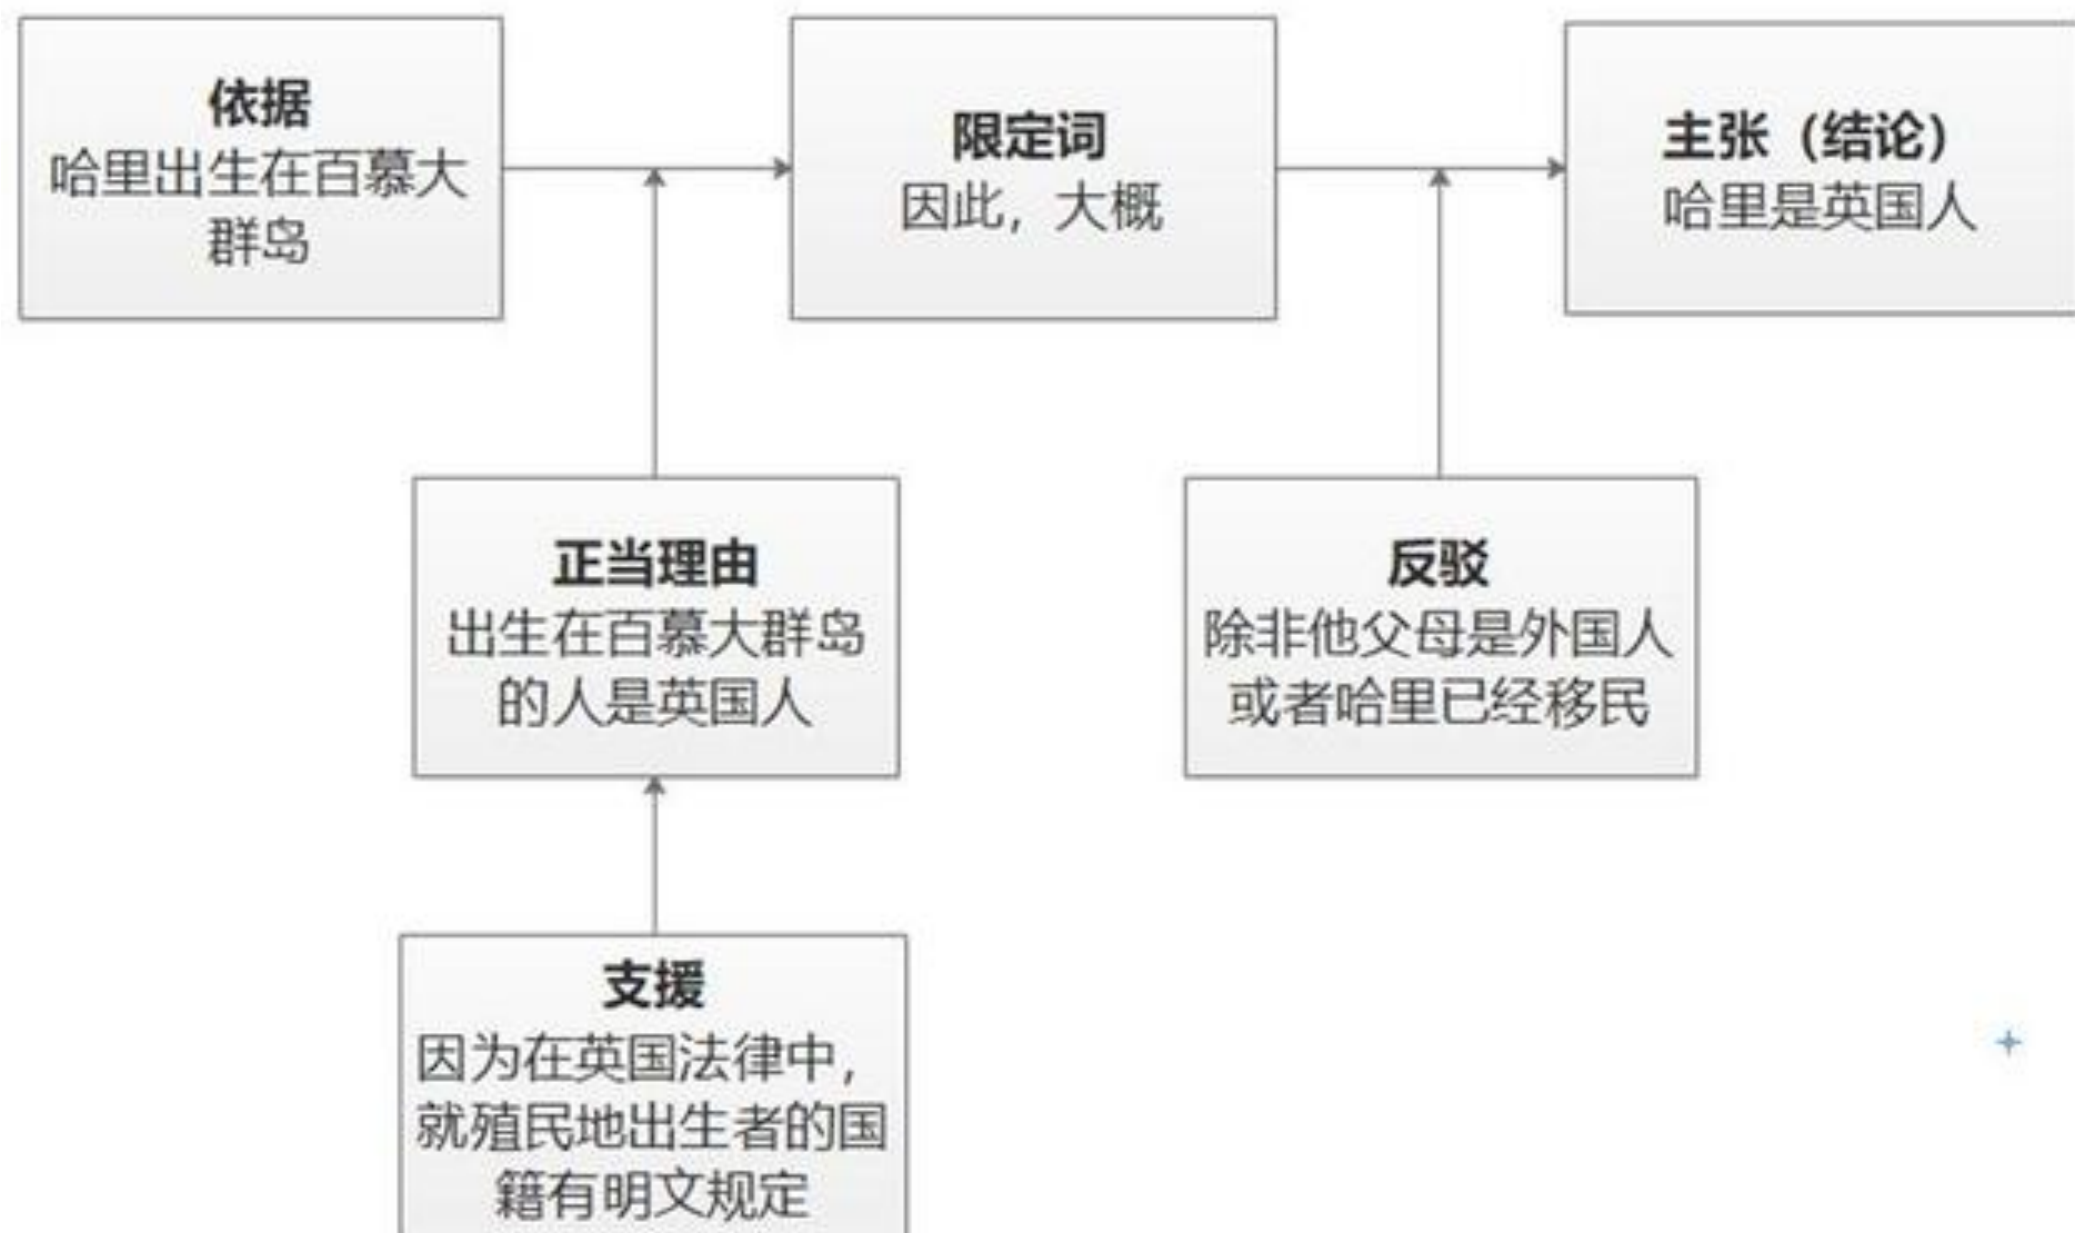 依据
哈里出生在百慕大
群岛
限定词
因此，大概
主张（结论）
哈里是英国人
正当理由
出生在百慕大群岛
的人是英国人
反驳
除非他父母是外国人
或者哈里已经移民
支援
因为在英国法律中，
就殖民地出生者的国
籍有明文规定